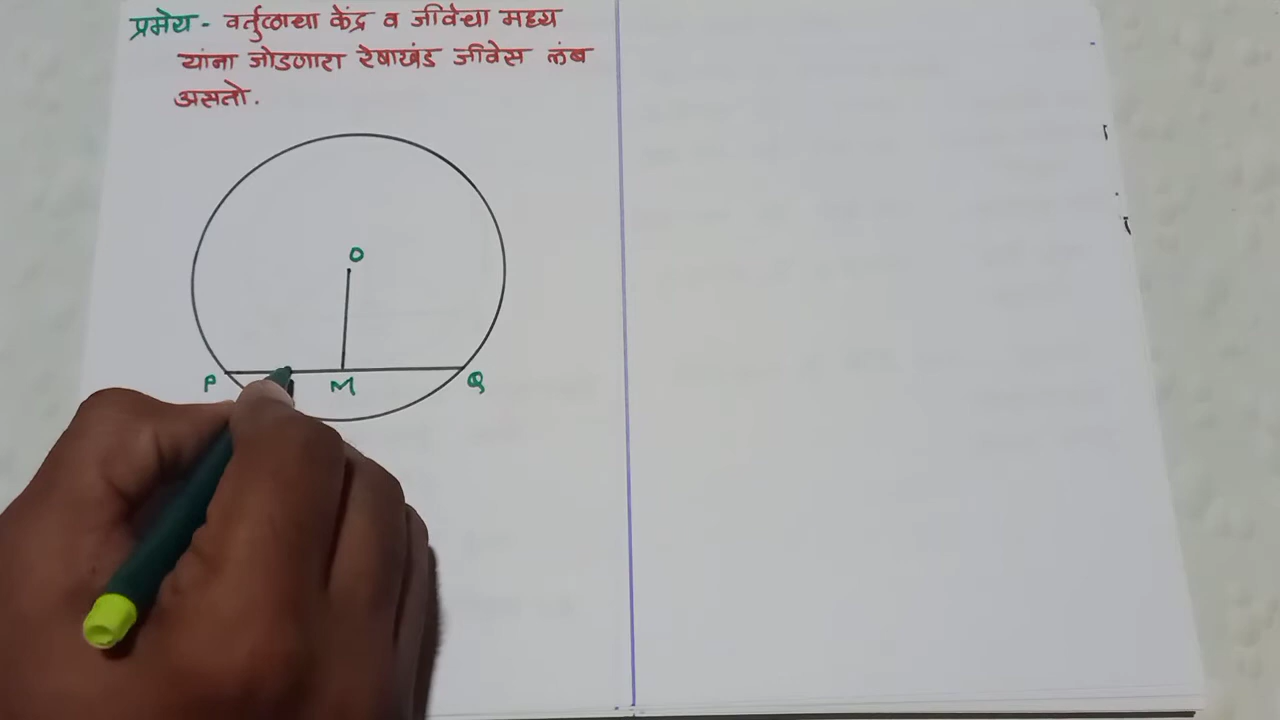 प्रमेय - वर्तुळाचा केंद्र व जीवेचा मध्य
यांना जोडणारा रेषाखंड जीवेस लंब
असतो.
O
P M Q